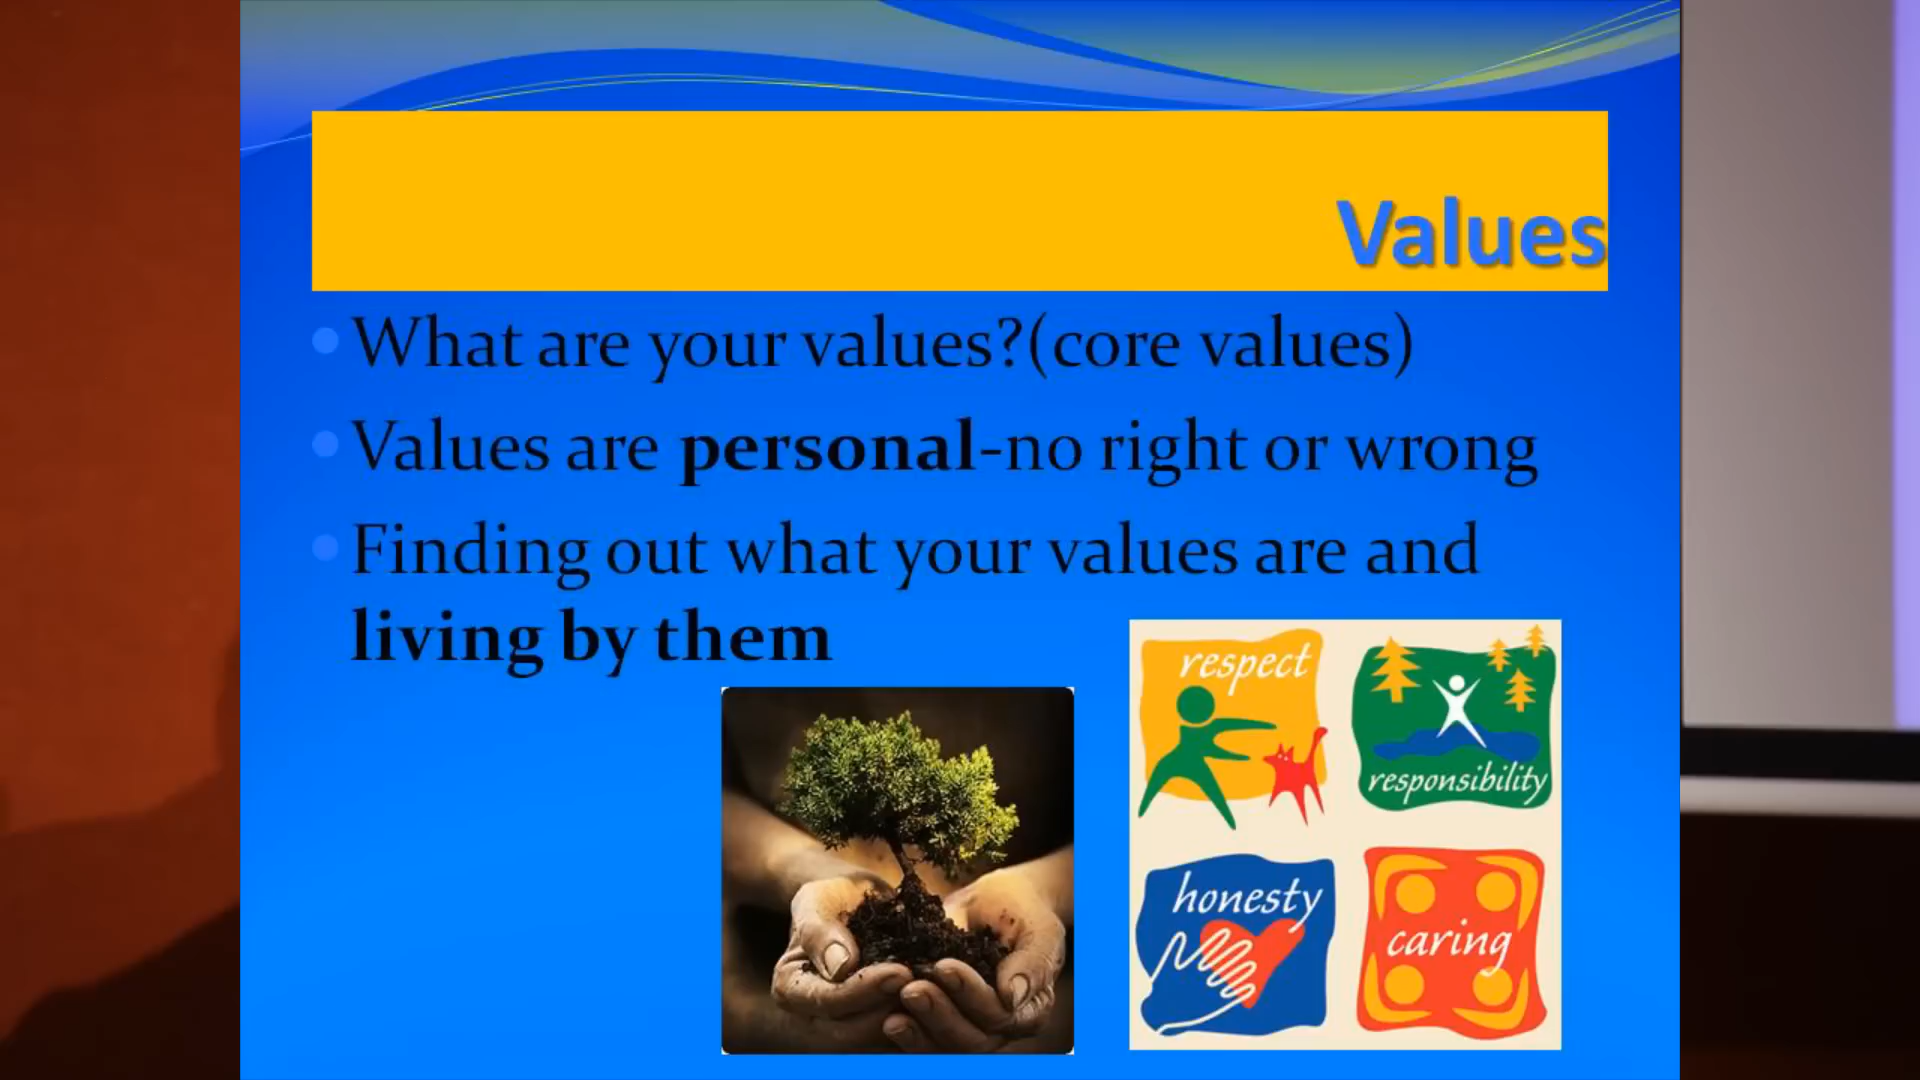 Values
What are your values?(core values)
Values are personal-no right or wrong
Finding out what your values are and
living by them
respect
responsibility
honesty
caring